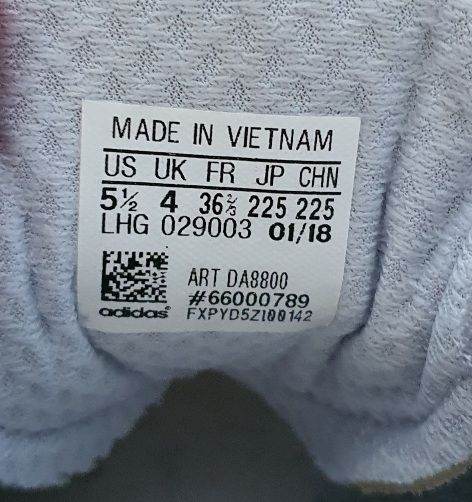 MADE IN VIETNAM
US UK FR JP CHN
5½ 4 36⅔ 225 225
LHG 029003 01/18
ART DA8800
#66000789
adidas FXPYD5Z100142